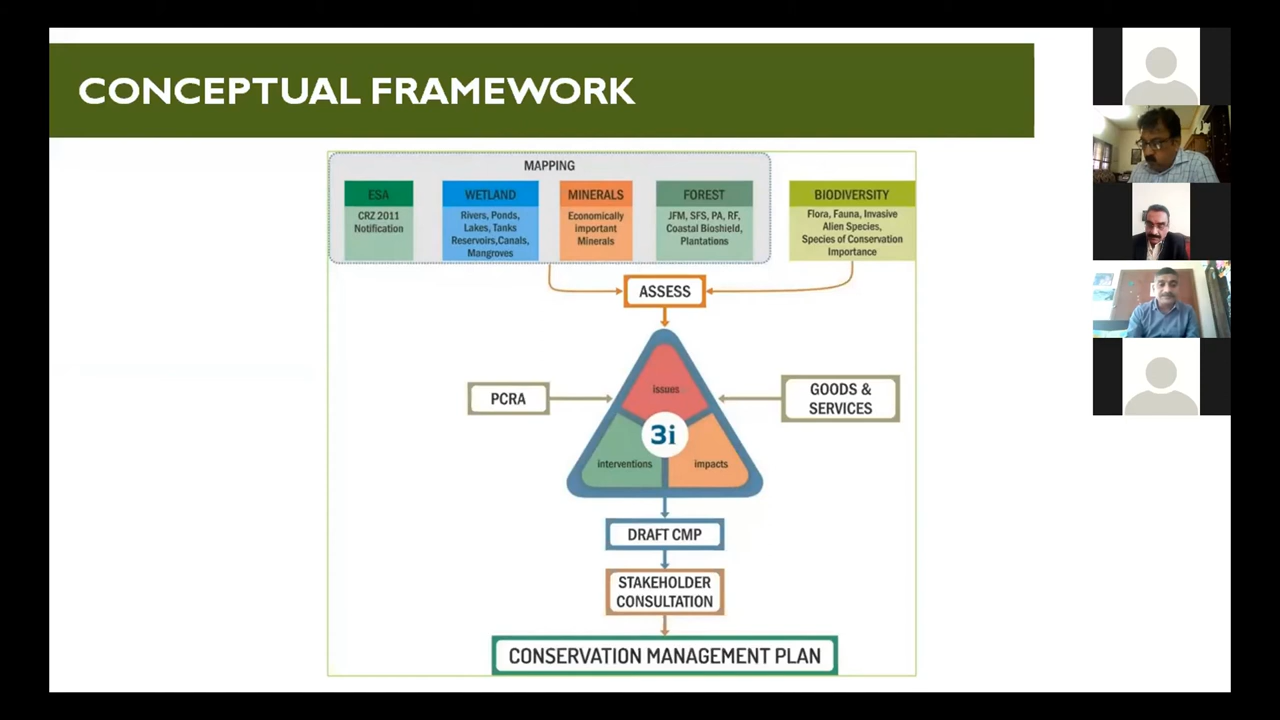 CONCEPTUAL FRAMEWORK
MAPPING
ESA
CRZ 2011
Notification
WETLAND
Rivers, Ponds,
Lakes, Tanks
Reservoirs,Canals,
Mangroves
MINERALS
Economically
important
Minerals
FOREST
JFM, SFS, PA, RF,
Coastal Bioshield,
Plantations
BIODIVERSITY
Flora, Fauna, Invasive
Alien Species,
Species of Conservation
Importance
ASSESS
PCRA
issues
3i
interventions
impacts
GOODS &
SERVICES
DRAFT CMP
STAKEHOLDER
CONSULTATION
CONSERVATION MANAGEMENT PLAN